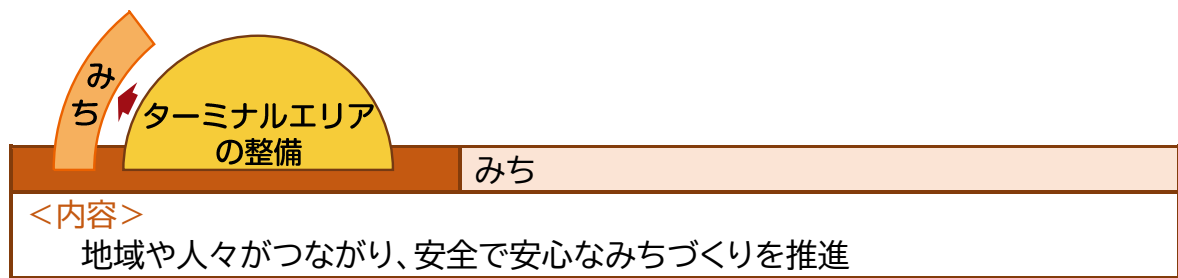 みち
ターミナルエリア
の整備
みち
＜内容＞
地域や人々がつながり、安全で安心なみちづくりを推進